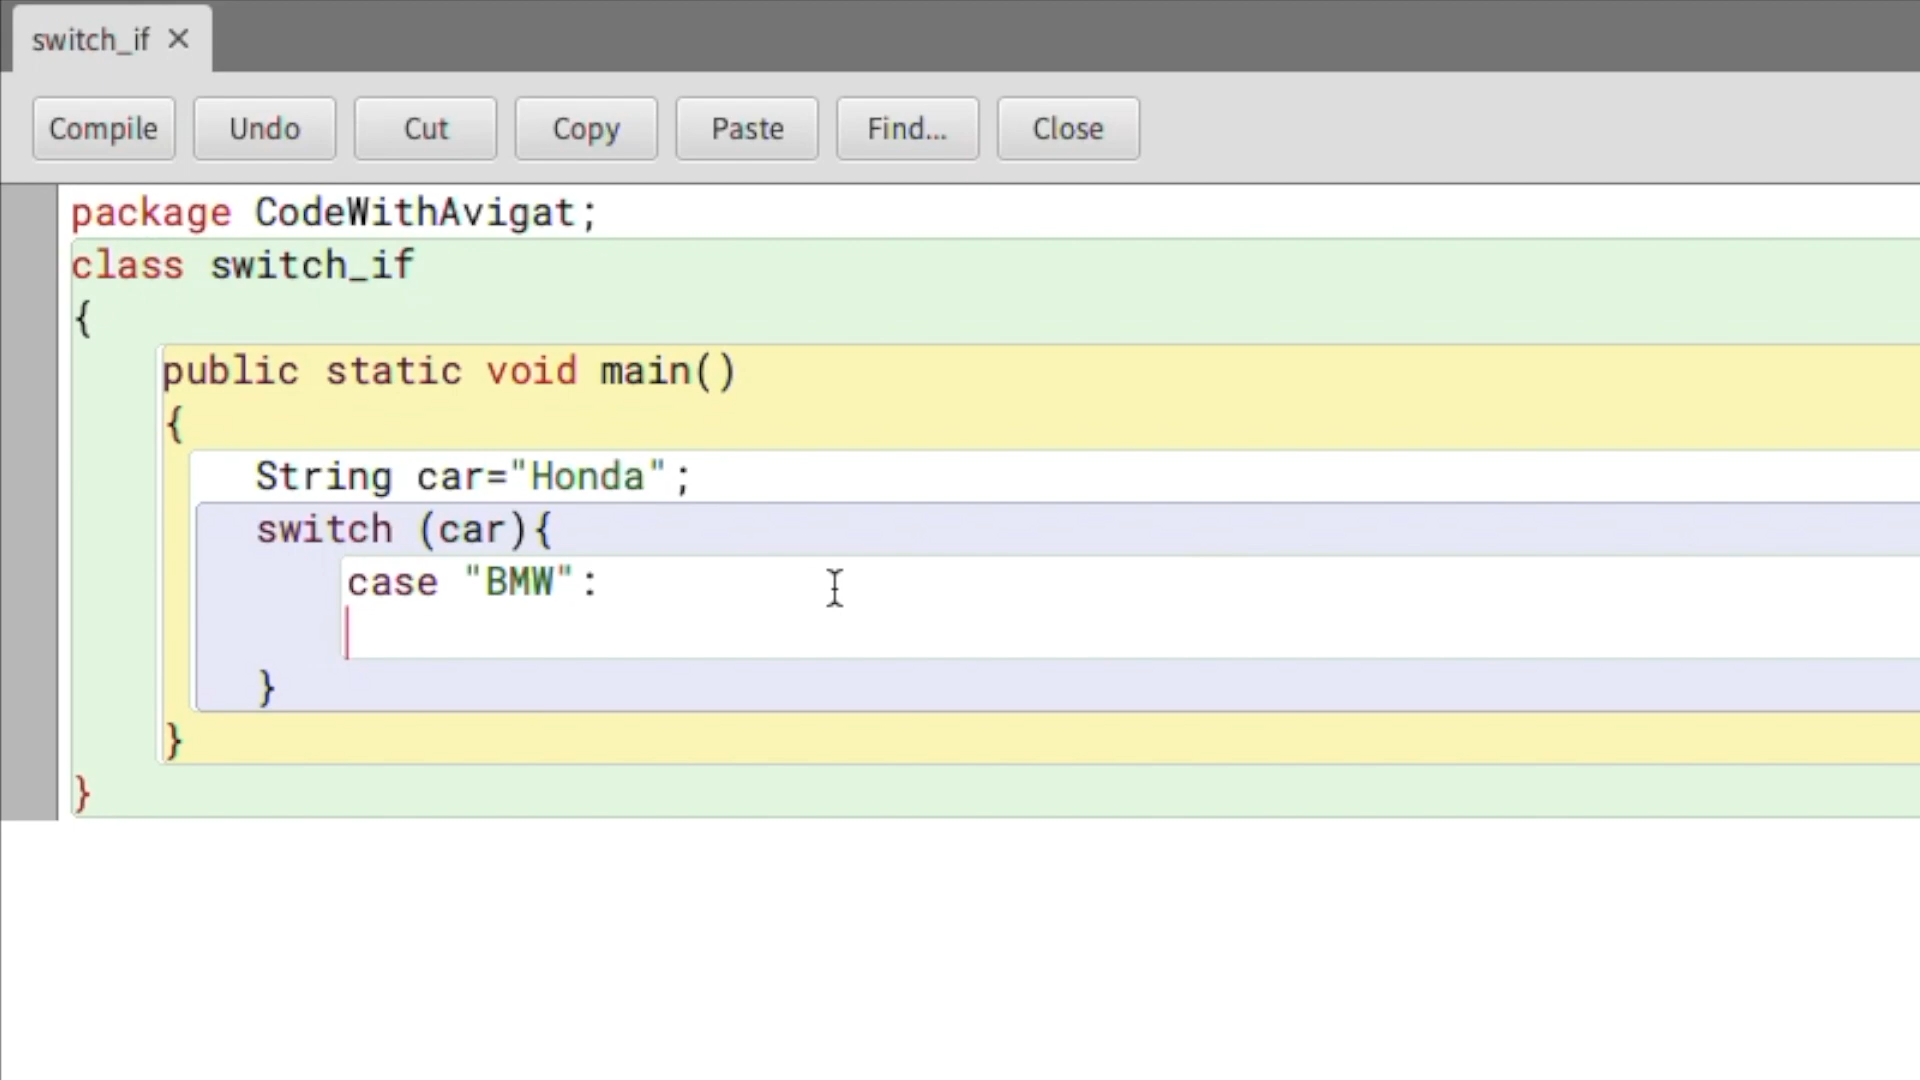 switch_if ✕
Compile Undo Cut Copy Paste Find... Close
package CodeWithAvigat;
class switch_if
{
public static void main()
{
String car="Honda";
switch (car){
case "BMW":
}
}
}